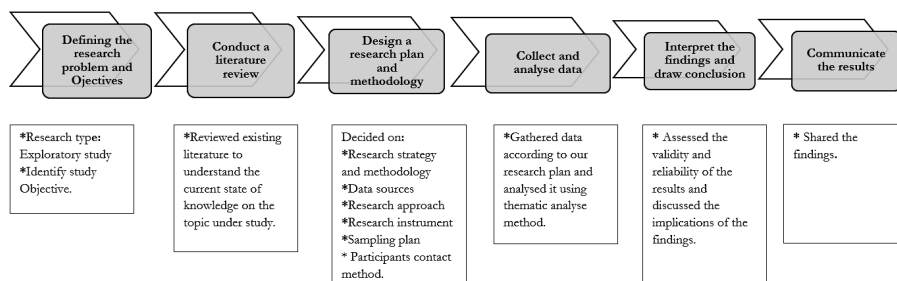 Defining the
research
problem and
Ojectives
Conduct a
literature
review
Design a
research plan
and
methodology
Collect and
analyse data
Interpret the
findings and
draw conclusion
Communicate
the results
*Research type:
Exploratory study
*Identify study
Objective.
*Reviewed existing
literature to
understand the
current state of
knowledge on the
topic under study.
Decided on:
*Research strategy
and methodology
*Data sources
*Research approach
*Research instrument
*Sampling plan
* Participants contact
method.
*Gathered data
according to our
research plan and
analysed it using
thematic analyse
method.
* Assessed the
validity and
reliability of the
results and
discussed the
implications of the
findings.
* Shared the
findings.